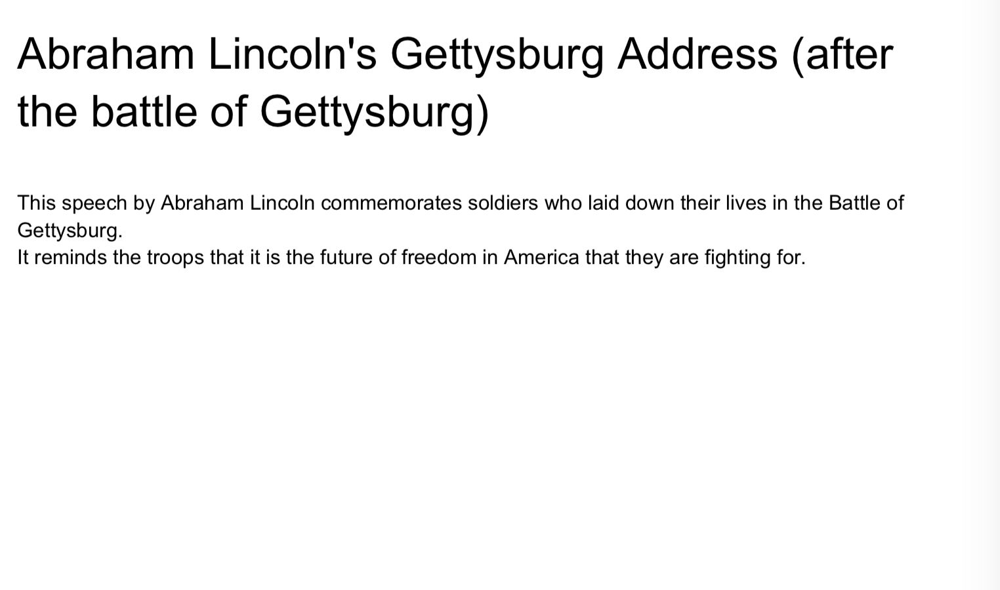 Abraham Lincoln's Gettysburg Address (after
the battle of Gettysburg)
This speech by Abraham Lincoln commemorates soldiers who laid down their lives in the Battle of
Gettysburg.
It reminds the troops that it is the future of freedom in America that they are fighting for.